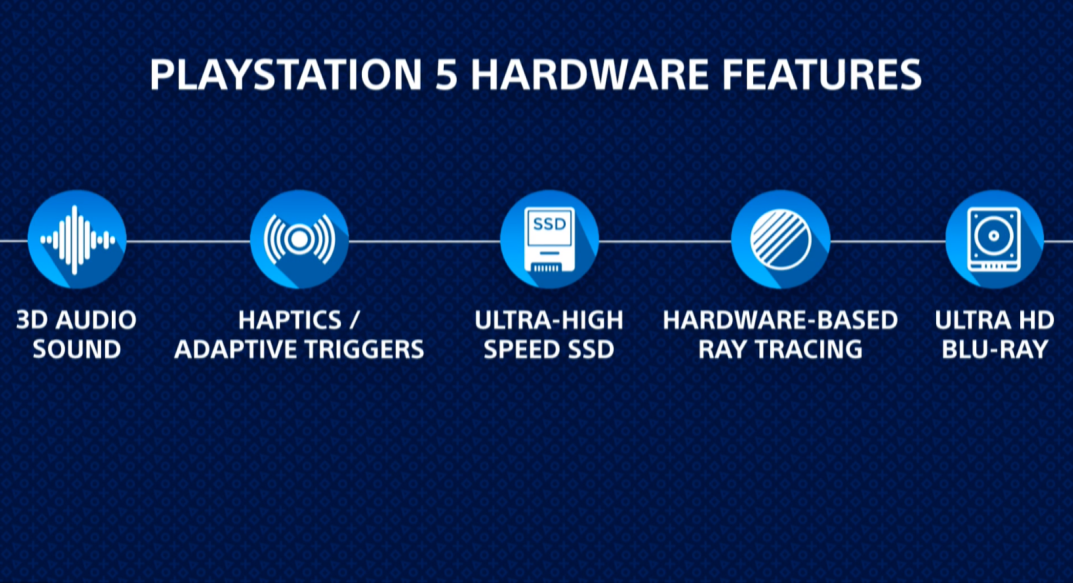 PLAYSTATION 5 HARDWARE FEATURES
SSD
3D AUDIO
SOUND
HAPTICS /
ADAPTIVE TRIGGERS
ULTRA-HIGH
SPEED SSD
HARDWARE-BASED
RAY TRACING
ULTRA HD
BLU-RAY